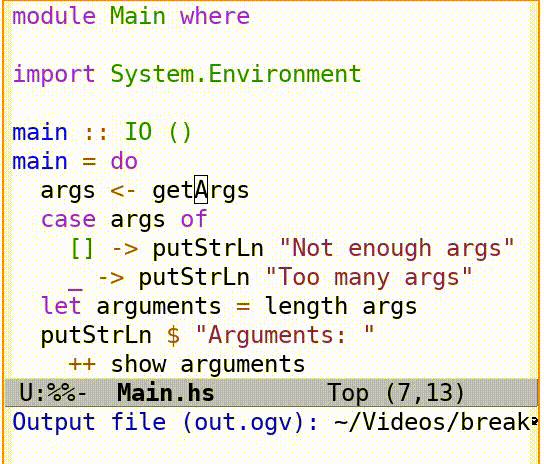 module Main where
import System.Environment
main :: IO ()
main = do
  args <- getArgs
  case args of
    [] -> putStrLn "Not enough args"
    _ -> putStrLn "Too many args"
  let arguments = length args
  putStrLn $ "Arguments: "
    ++ show arguments
U:%%-  Main.hs        Top (7,13)
Output file (out.ogv): ~/Videos/break